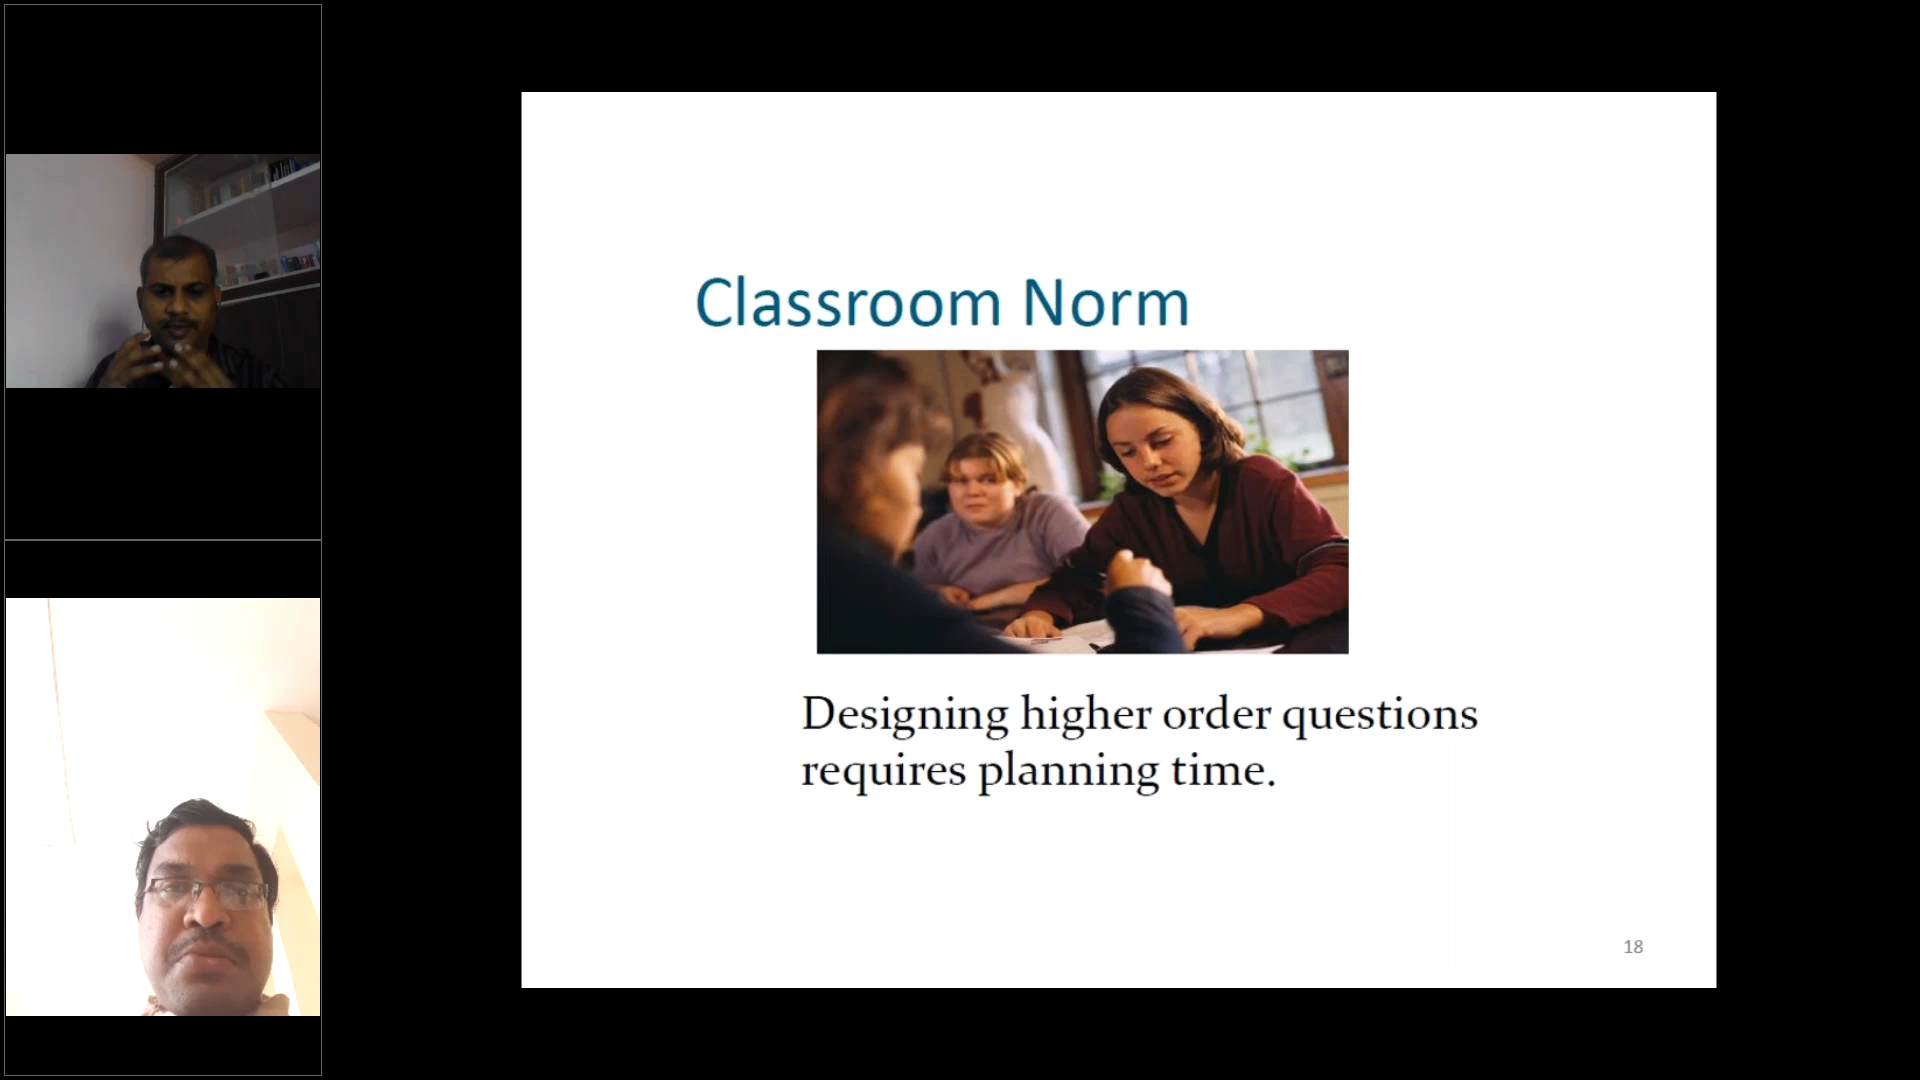 Classroom Norm
Designing higher order questions
requires planning time.
18